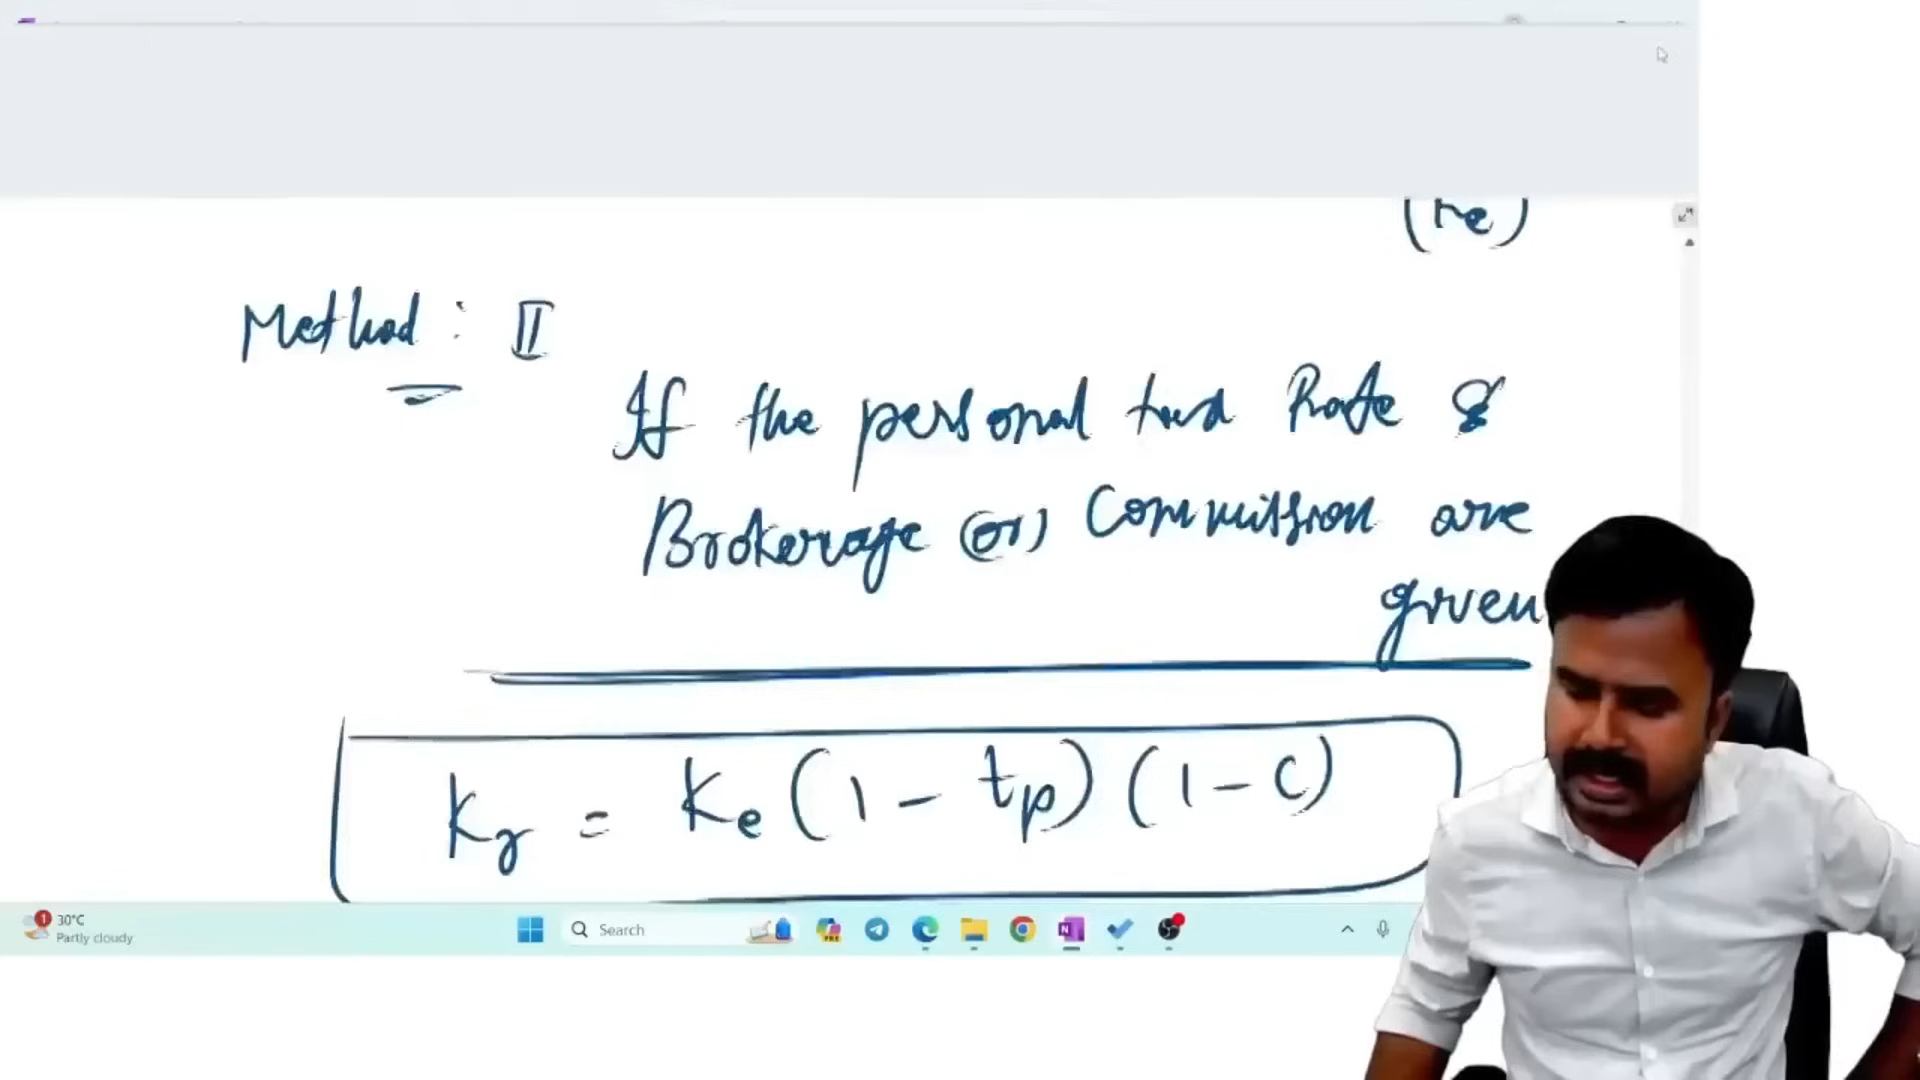 Method : II
If the personal tax Rate &
Brokerage (or) Commission are
given
Kr = Ke (1 - tp) (1 - C)
1
30°C
Partly cloudy
Search